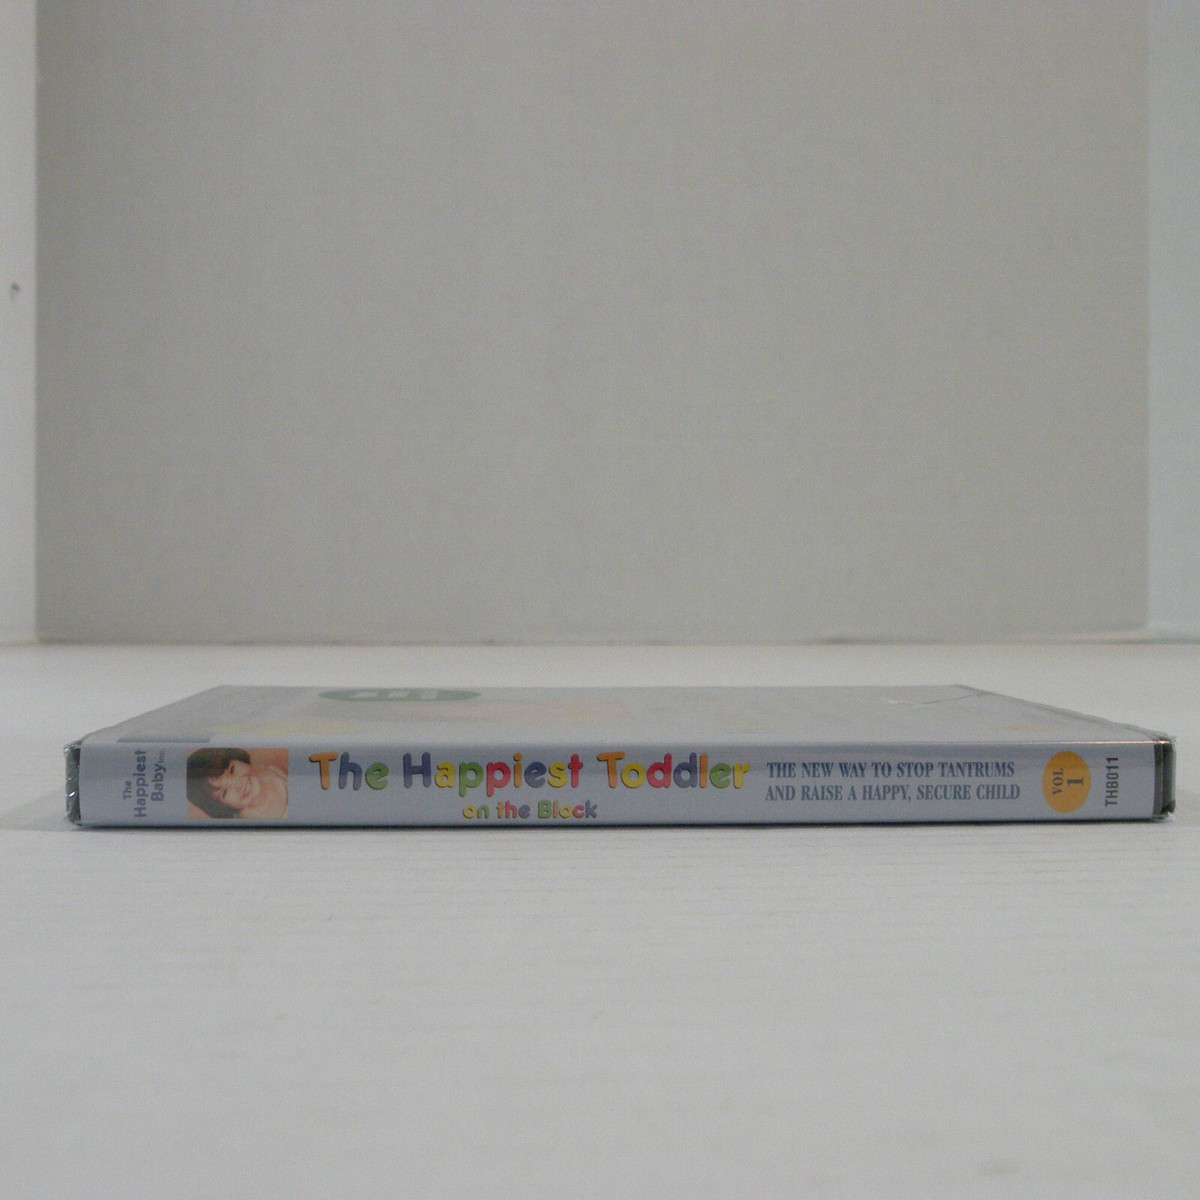 The
Happiest
Baby Inc.
The Happiest Toddler
on the Block
THE NEW WAY TO STOP TANTRUMS
AND RAISE A HAPPY, SECURE CHILD
VOL
1
THB011